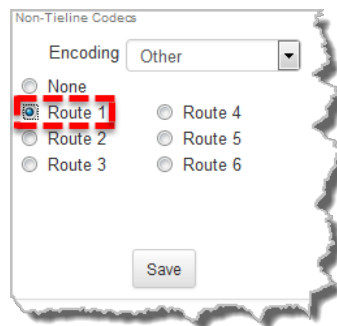 Non-Tieline Codecs
Encoding Other
None
Route 1 Route 4
Route 2 Route 5
Route 3 Route 6
Save